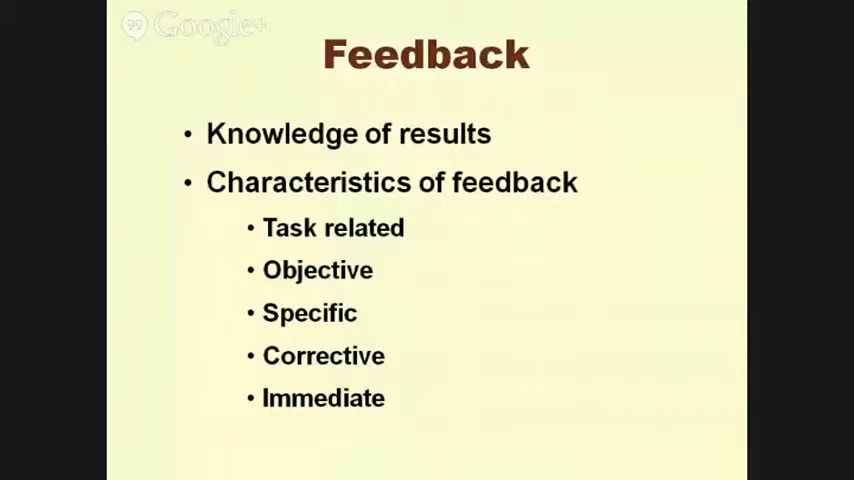 Google+
Feedback
• Knowledge of results
• Characteristics of feedback
• Task related
• Objective
• Specific
• Corrective
• Immediate